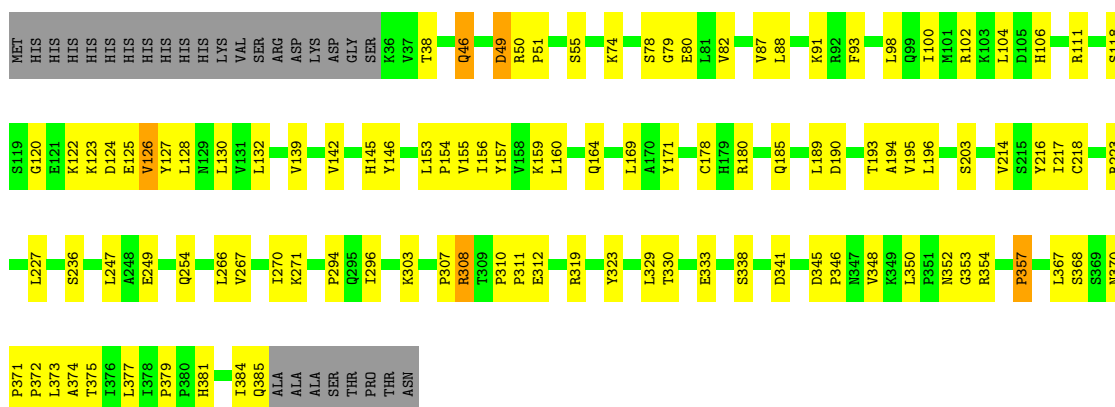 MET HIS HIS HIS HIS HIS HIS HIS HIS HIS HIS LYS VAL SER ARG ASP LYS ASP GLY SER K36 V37 T38 Q46 D49 R50 P51 S55 K74 S78 G79 E80 L81 V82 V87 L88 K91 R92 F93 L98 Q99 I100 M101 R102 K103 L104 D105 H106 R111 S118
S119 G120 E121 K122 K123 D124 E125 V126 Y127 L128 N129 L130 V131 L132 V139 V142 H145 Y146 L153 P154 V155 I156 Y157 V158 K159 L160 Q164 L169 A170 Y171 C178 H179 R180 Q185 L189 D190 T193 A194 V195 L196 S203 V214 S215 Y216 I217 C218 R223
L227 S236 L247 A248 E249 Q254 L266 V267 I270 K271 P294 Q295 I296 K303 P307 R308 T309 P310 P311 E312 R319 Y323 L329 T330 E333 S338 D341 D345 P346 N347 V348 K349 L350 P351 N352 G353 R354 P357 L367 S368 S369 N370
P371 P372 L373 A374 T375 I376 L377 I378 P379 P380 H381 I384 Q385 ALA ALA ALA SER THR PRO THR ASN